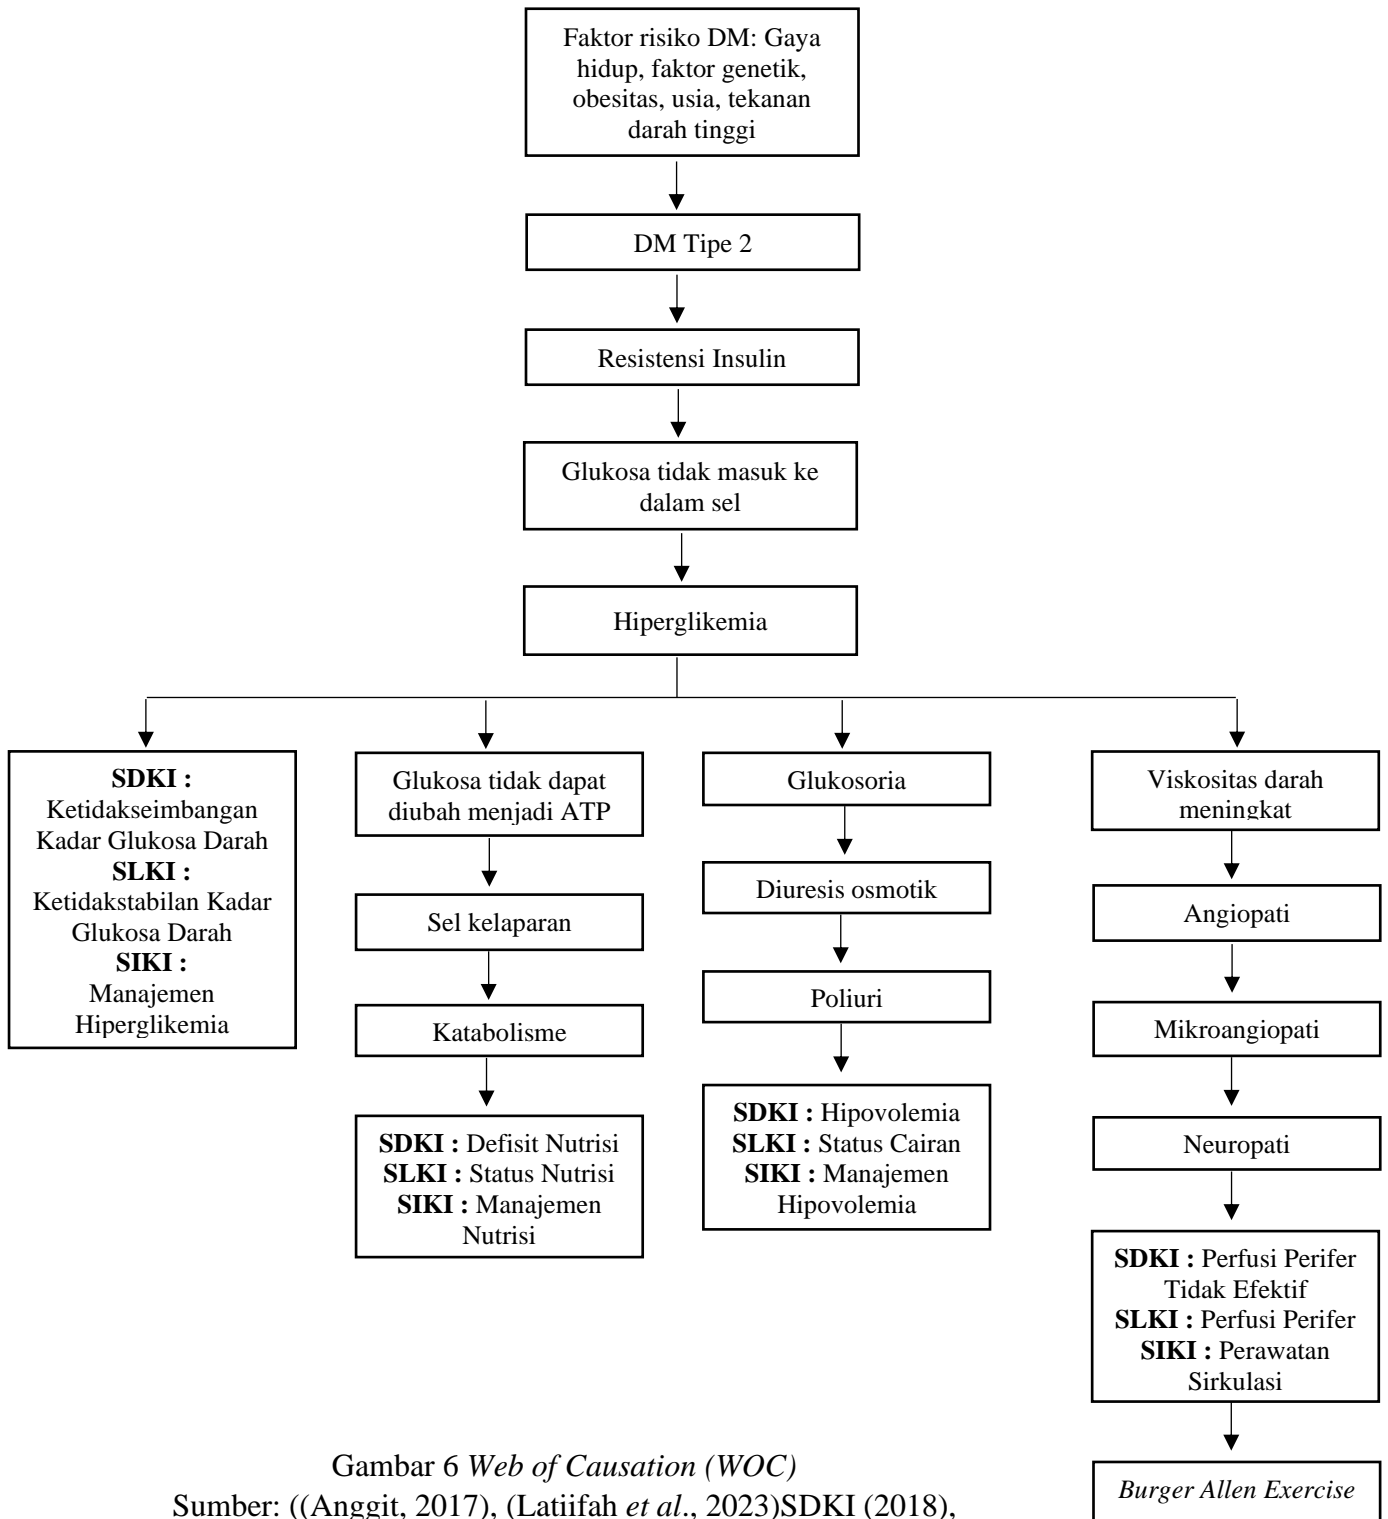 Faktor risiko DM: Gaya
hidup, faktor genetik,
obesitas, usia, tekanan
darah tinggi
DM Tipe 2
Resistensi Insulin
Glukosa tidak masuk ke
dalam sel
Hiperglikemia
SDKI :
Ketidakseimbangan
Kadar Glukosa Darah
SLKI :
Ketidakstabilan Kadar
Glukosa Darah
SIKI :
Manajemen
Hiperglikemia
Glukosa tidak dapat
diubah menjadi ATP
Sel kelaparan
Katabolisme
SDKI : Defisit Nutrisi
SLKI : Status Nutrisi
SIKI : Manajemen
Nutrisi
Glukosoria
Diuresis osmotik
Poliuri
SDKI : Hipovolemia
SLKI : Status Cairan
SIKI : Manajemen
Hipovolemia
Viskositas darah
meningkat
Angiopati
Mikroangiopati
Neuropati
SDKI : Perfusi Perifer
Tidak Efektif
SLKI : Perfusi Perifer
SIKI : Perawatan
Sirkulasi
Burger Allen Exercise
Gambar 6 Web of Causation (WOC)
Sumber: ((Anggit, 2017), (Latiifah et al., 2023)SDKI (2018),